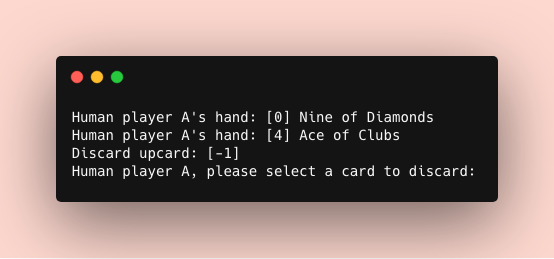 Human player A's hand: [0] Nine of Diamonds
Human player A's hand: [4] Ace of Clubs
Discard upcard: [-1]
Human player A, please select a card to discard: